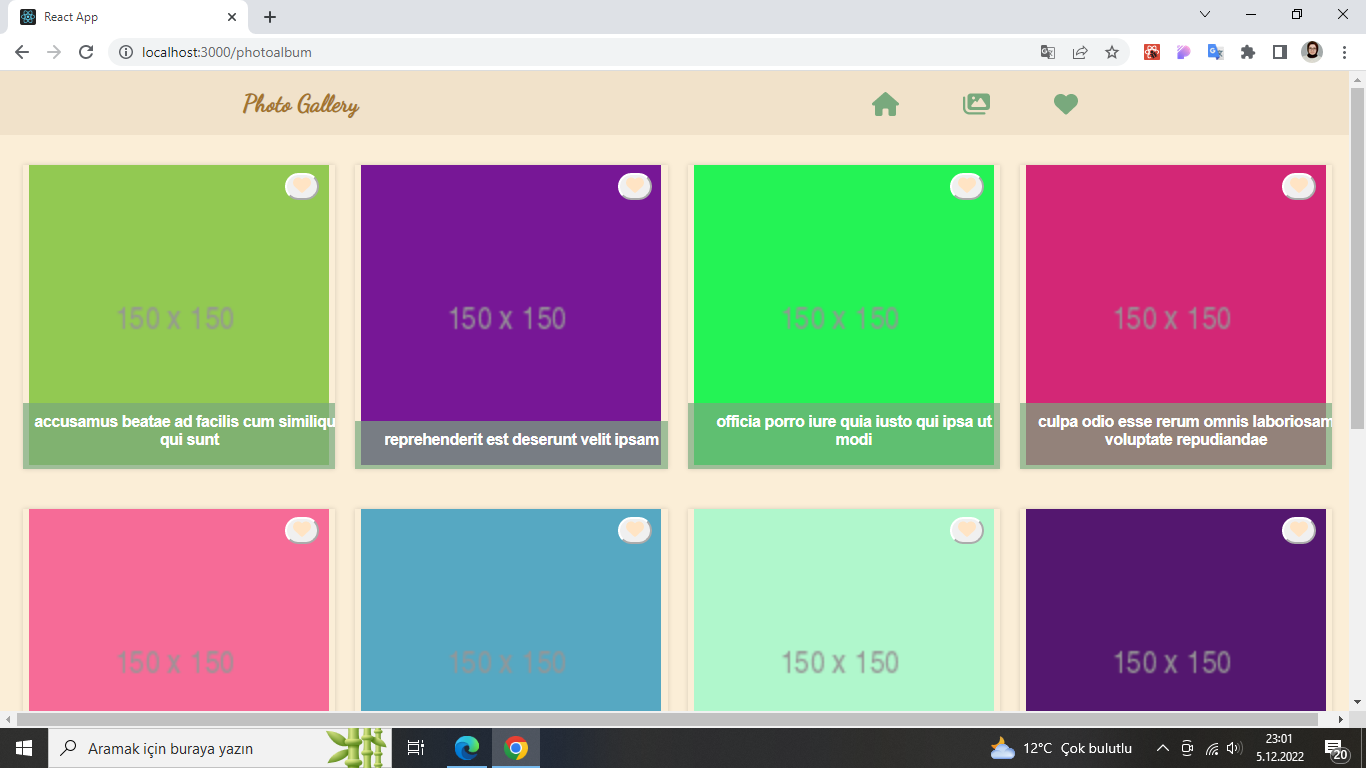 React App
localhost:3000/photoalbum
Photo Gallery
150 x 150
150 x 150
150 x 150
150 x 150
accusamus beatae ad facilis cum similiqu
qui sunt
reprehenderit est deserunt velit ipsam
officia porro iure quia iusto qui ipsa ut
modi
culpa odio esse rerum omnis laboriosam
voluptate repudiandae
150 x 150
150 x 150
150 x 150
150 x 150
Aramak için buraya yazın
12°C Çok bulutlu
23:01
5.12.2022
20